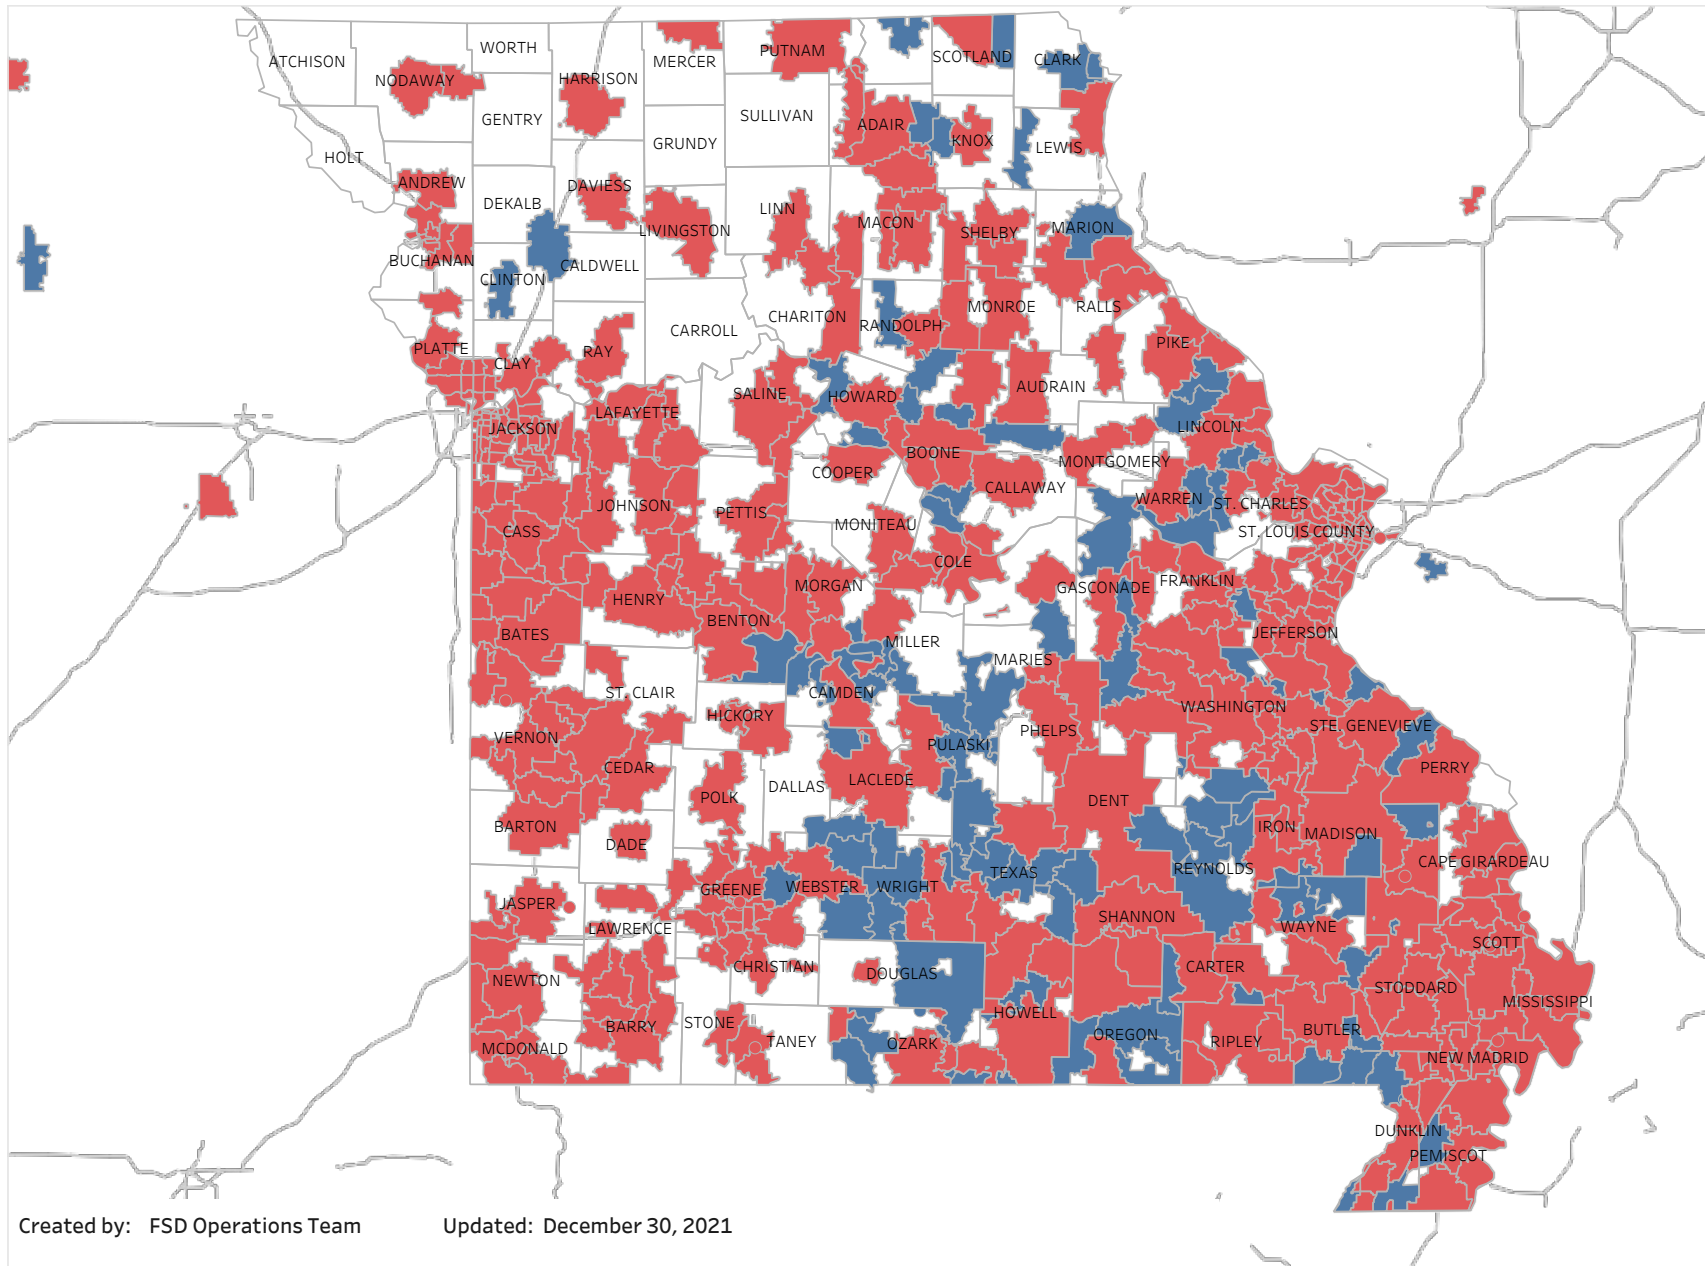 WORTH
PUTNAM
SCOTLAND
ATCHISON
MERCER
CLARK
NODAWAY
HARRISON
SULLIVAN
GENTRY
ADAIR
KNOX
GRUNDY
LEWIS
HOLT
ANDREW
DAVIESS
DEKALB
LINN
MACON
LIVINGSTON
SHELBY
MARION
BUCHANAN
CALDWELL
CLINTON
MONROE
RALLS
CHARITON
RANDOLPH
CARROLL
PLATTE
PIKE
RAY
CLAY
AUDRAIN
SALINE
HOWARD
LAFAYETTE
JACKSON
LINCOLN
BOONE
MONTGOMERY
COOPER
CALLAWAY
WARREN
ST. CHARLES
JOHNSON
PETTIS
MONITEAU
CASS
ST. LOUIS COUNTY
COLE
FRANKLIN
MORGAN
GASCONADE
HENRY
BENTON
BATES
JEFFERSON
MILLER
MARIES
ST. CLAIR
CAMDEN
WASHINGTON
HICKORY
STE. GENEVIEVE
PHELPS
VERNON
PULASKI
CEDAR
PERRY
LACLEDE
DALLAS
POLK
DENT
BARTON
IRON
MADISON
DADE
CAPE GIRARDEAU
REYNOLDS
TEXAS
GREENE
WEBSTER
WRIGHT
JASPER
SHANNON
LAWRENCE
WAYNE
SCOTT
CHRISTIAN
CARTER
DOUGLAS
NEWTON
STODDARD
MISSISSIPPI
HOWELL
STONE
BARRY
BUTLER
OREGON
TANEY
OZARK
RIPLEY
MCDONALD
NEW MADRID
DUNKLIN
PEMISCOT
Created by: FSD Operations Team Updated: December 30, 2021